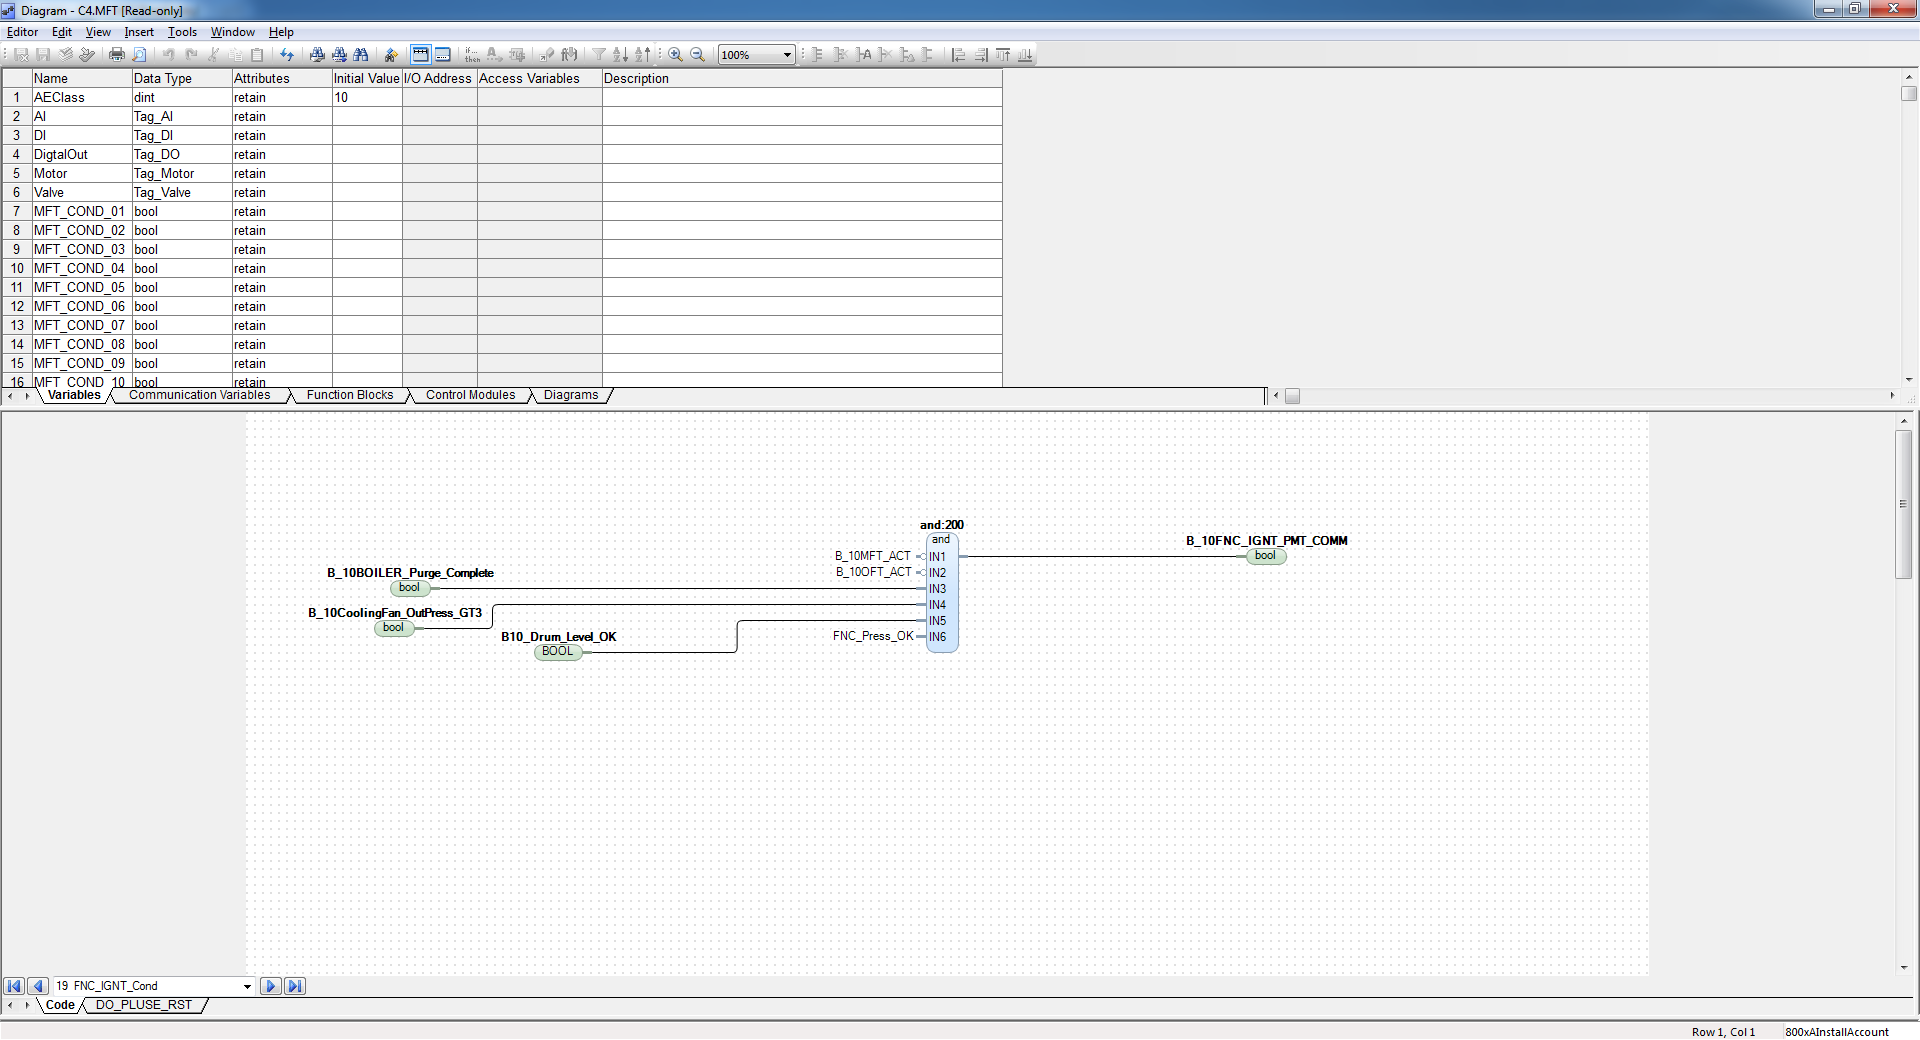 Diagram - C4.MFT [Read-only]
Editor Edit View Insert Tools Window Help
if... then 100%
Name Data Type Attributes Initial Value I/O Address Access Variables Description
1 AEClass dint retain 10
2 AI Tag_AI retain
3 DI Tag_DI retain
4 DigtalOut Tag_DO retain
5 Motor Tag_Motor retain
6 Valve Tag_Valve retain
7 MFT_COND_01 bool retain
8 MFT_COND_02 bool retain
9 MFT_COND_03 bool retain
10 MFT_COND_04 bool retain
11 MFT_COND_05 bool retain
12 MFT_COND_06 bool retain
13 MFT_COND_07 bool retain
14 MFT_COND_08 bool retain
15 MFT_COND_09 bool retain
16 MFT_COND_10 bool retain
Variables Communication Variables Function Blocks Control Modules Diagrams
and:200
and
B_10FNC_IGNT_PMT_COMM
B_10MFT_ACT IN1 bool
B_10BOILER_Purge_Complete B_10OFT_ACT IN2
bool IN3
B_10CoolingFan_OutPress_GT3 IN4
bool IN5
B10_Drum_Level_OK FNC_Press_OK IN6
BOOL
19 FNC_IGNT_Cond
Code DO_PLUSE_RST
Row 1, Col 1 800xAInstallAccount